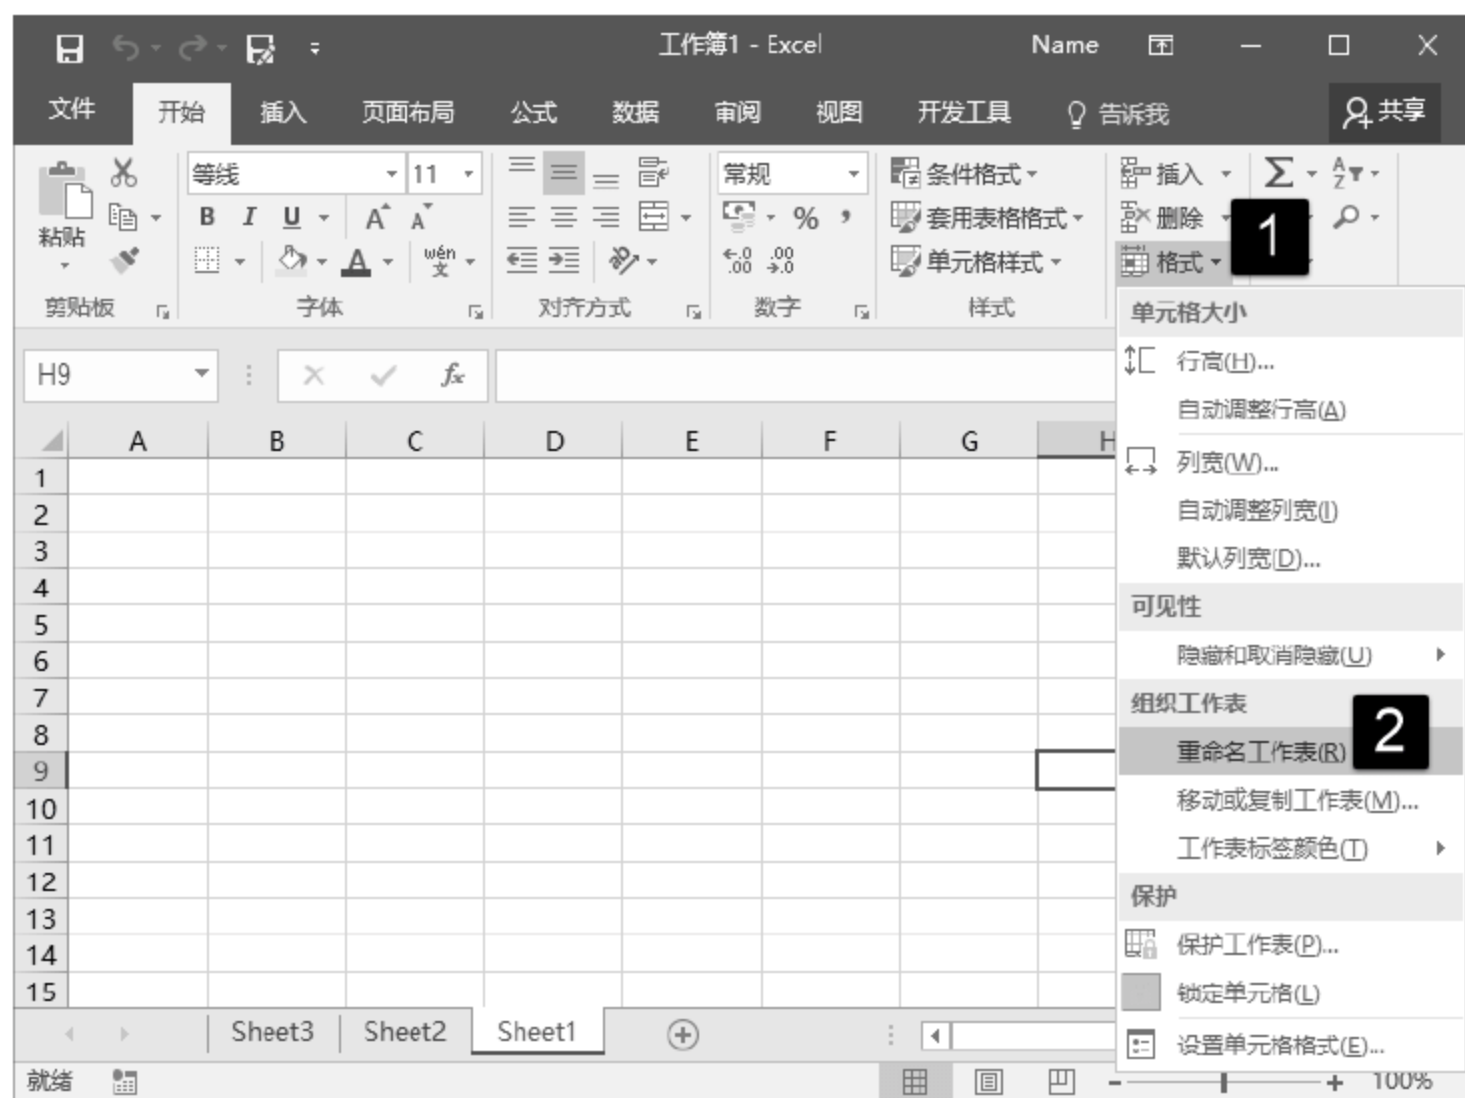 工作簿1 - Excel
Name
文件 开始 插入 页面布局 公式 数据 审阅 视图 开发工具 告诉我 共享
等线 11 常规 条件格式 插入 Σ A Z
粘贴 B I U A A % , 套用表格格式 删除 1
A wén 文 ←.0 .00 .00 →.0 单元格样式 格式
剪贴板 字体 对齐方式 数字 样式
单元格大小
H9 fx
行高(H)...
自动调整行高(A)
列宽(W)...
自动调整列宽(I)
默认列宽(D)...
可见性
隐藏和取消隐藏(U)
组织工作表
重命名工作表(R) 2
移动或复制工作表(M)...
工作表标签颜色(T)
保护
保护工作表(P)...
锁定单元格(L)
设置单元格格式(E)...
A B C D E F G H
1
2
3
4
5
6
7
8
9
10
11
12
13
14
15
Sheet3 Sheet2 Sheet1
就绪 100%